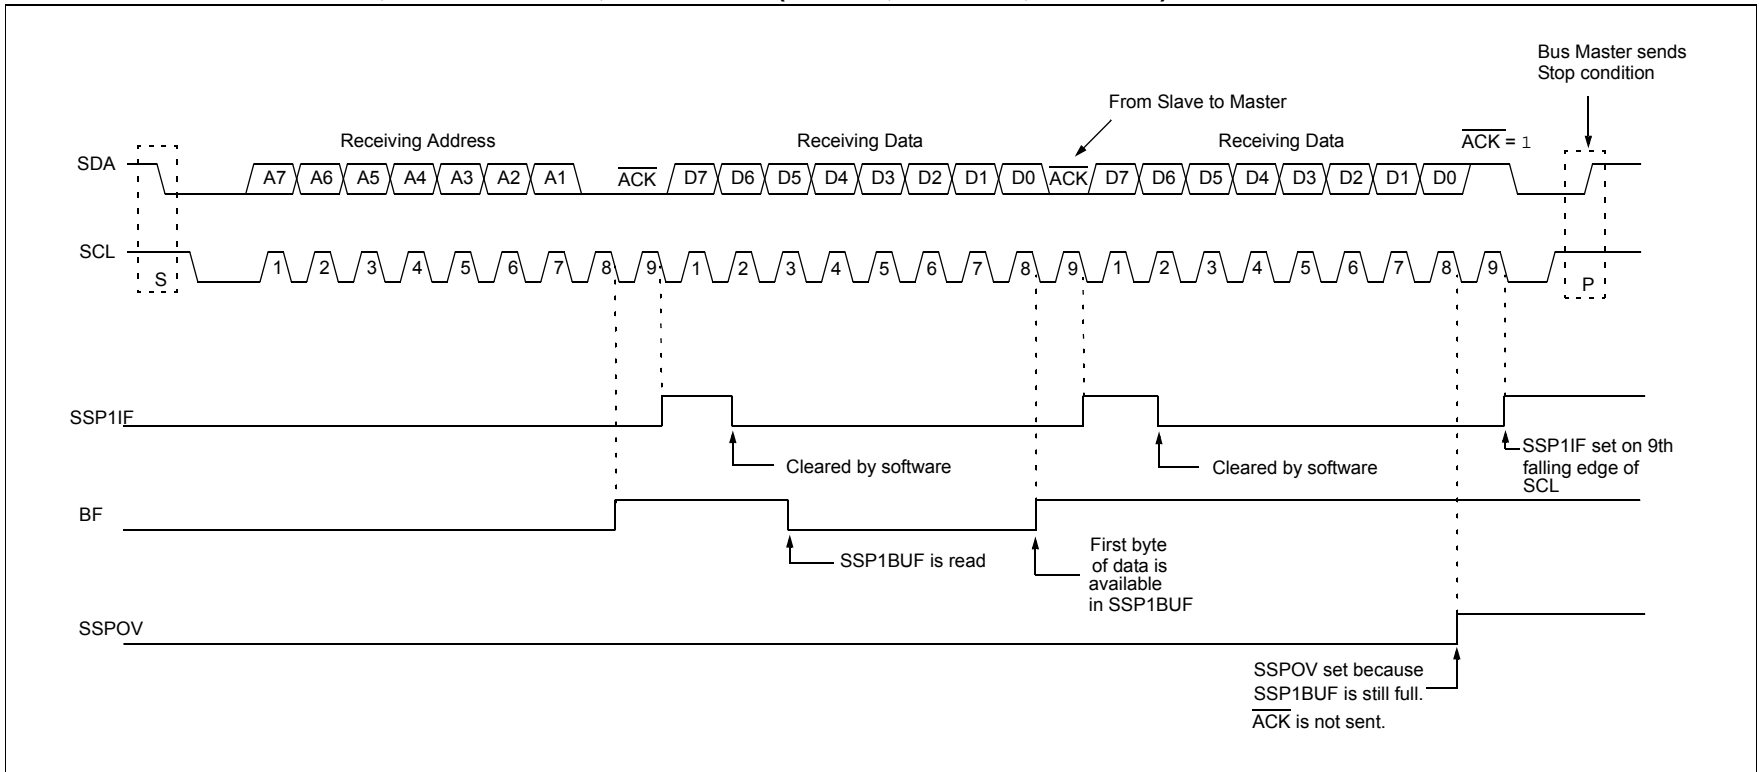 Bus Master sends
Stop condition
From Slave to Master
Receiving Address
Receiving Data
Receiving Data
ACK = 1
SDA
A7 A6 A5 A4 A3 A2 A1 ACK D7 D6 D5 D4 D3 D2 D1 D0 ACK D7 D6 D5 D4 D3 D2 D1 D0
SCL
S 1 2 3 4 5 6 7 8 9 1 2 3 4 5 6 7 8 9 1 2 3 4 5 6 7 8 9 P
SSP1IF
Cleared by software
Cleared by software
SSP1IF set on 9th
falling edge of
SCL
BF
SSP1BUF is read
First byte
of data is
available
in SSP1BUF
SSPOV
SSPOV set because
SSP1BUF is still full.
ACK is not sent.